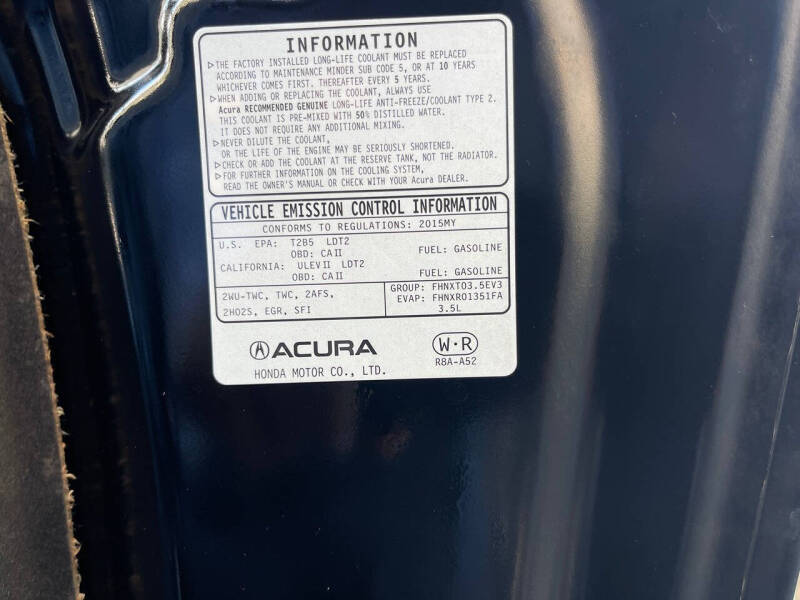 INFORMATION
▷THE FACTORY INSTALLED LONG-LIFE COOLANT MUST BE REPLACED
ACCORDING TO MAINTENANCE MINDER SUB CODE 5, OR AT 10 YEARS
WHICHEVER COMES FIRST. THEREAFTER EVERY 5 YEARS.
▷WHEN ADDING OR REPLACING THE COOLANT, ALWAYS USE
Acura RECOMMENDED GENUINE LONG-LIFE ANTI-FREEZE/COOLANT TYPE 2.
THIS COOLANT IS PRE-MIXED WITH 50% DISTILLED WATER.
IT DOES NOT REQUIRE ANY ADDITIONAL MIXING.
▷NEVER DILUTE THE COOLANT,
OR THE LIFE OF THE ENGINE MAY BE SERIOUSLY SHORTENED.
▷CHECK OR ADD THE COOLANT AT THE RESERVE TANK, NOT THE RADIATOR.
▷FOR FURTHER INFORMATION ON THE COOLING SYSTEM,
READ THE OWNER'S MANUAL OR CHECK WITH YOUR Acura DEALER.
VEHICLE EMISSION CONTROL INFORMATION
CONFORMS TO REGULATIONS: 2015MY
U.S. EPA: T2B5 LDT2
OBD: CAII FUEL: GASOLINE
CALIFORNIA: ULEVII LDT2
OBD: CAII FUEL: GASOLINE
2WU-TWC, TWC, 2AFS,
2HO2S, EGR, SFI
GROUP: FHNXT03.5EV3
EVAP: FHNXR01351FA
3.5L
ACURA
HONDA MOTOR CO., LTD.
W·R
R8A-A52